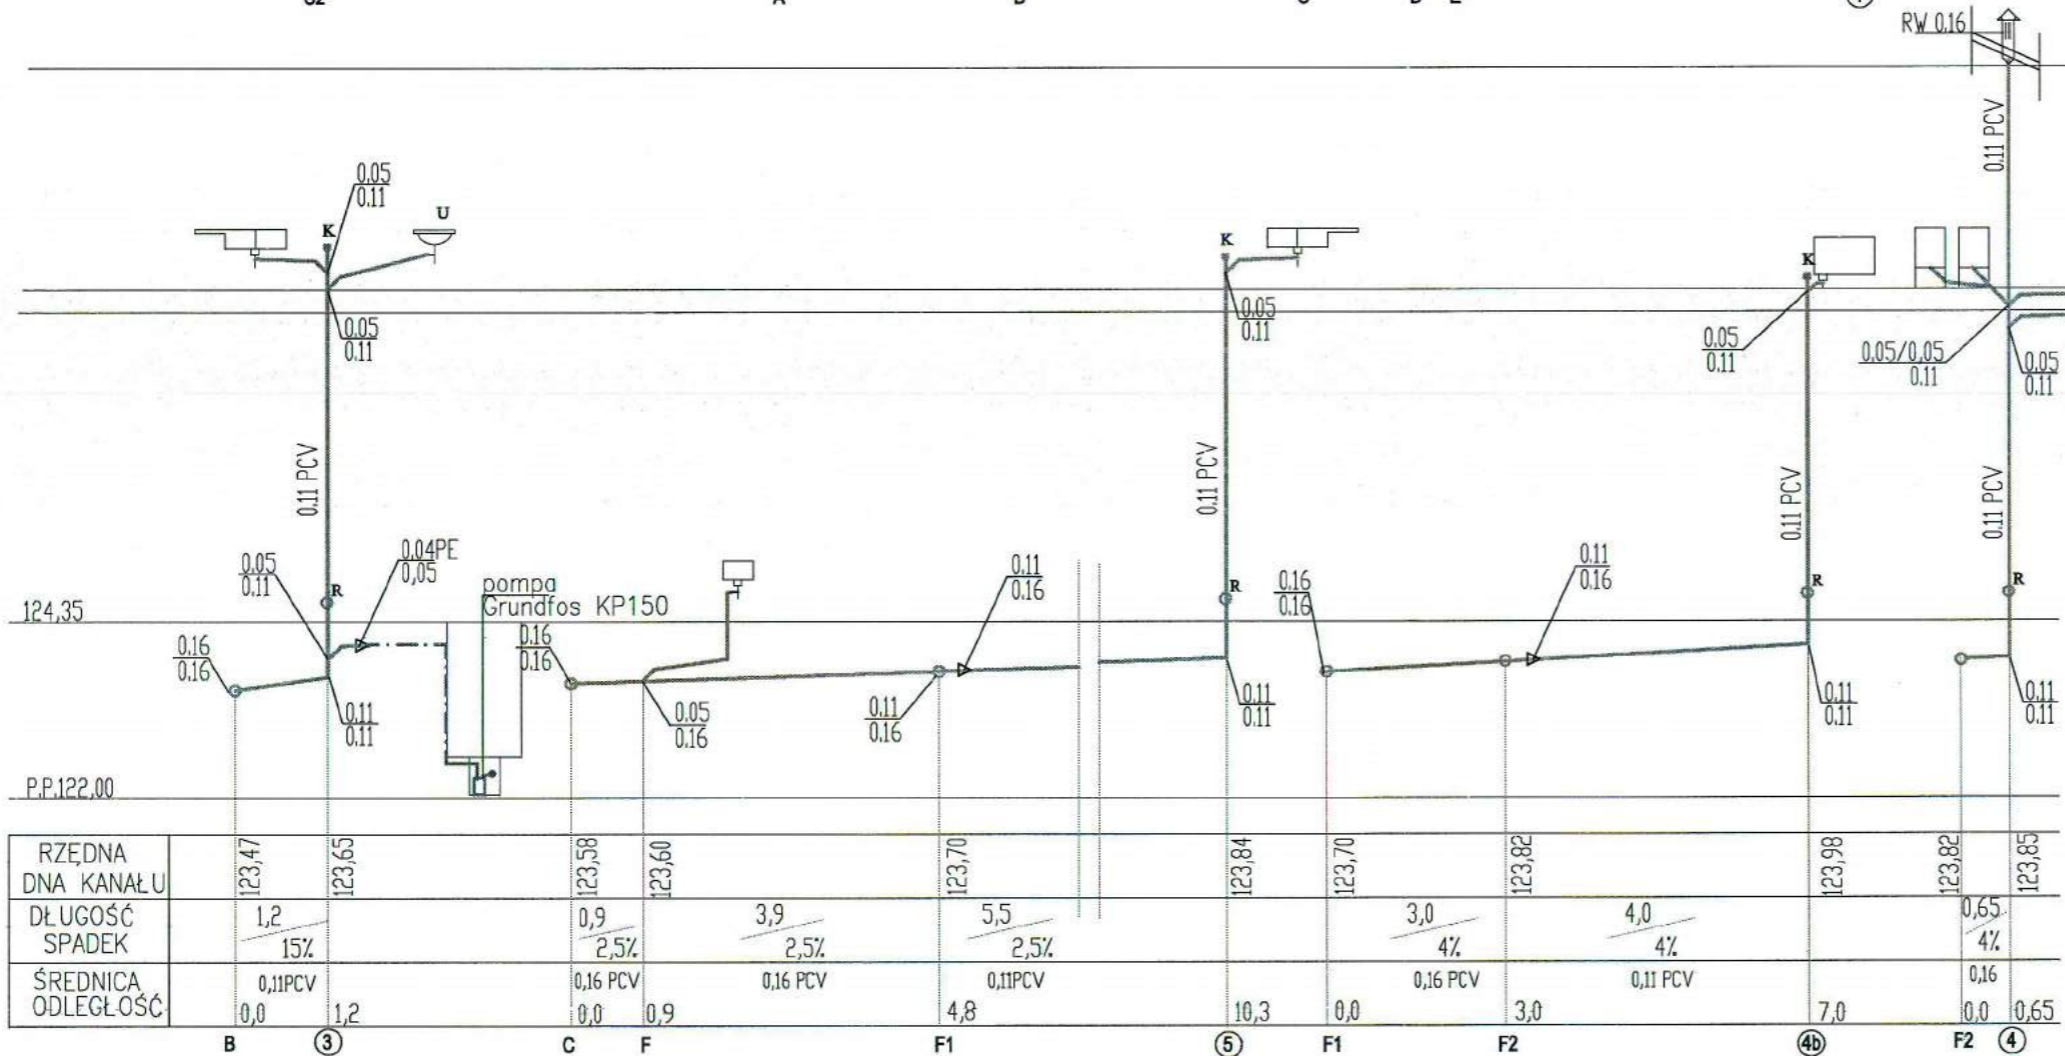 RW 0.16
0.11 PCV
0.05
0.11
K
U
K
K
0.05
0.11
0.05
0.11
0.05
0.11
0.05/0,05
0.11
0.05
0.11
0.11 PCV
0.11 PCV
0.11 PCV
0.11 PCV
0.05
0.11
R
0.04PE
0,05
pompa
Grundfos KP150
0.11
0.16
R
0.16
0.16
0.11
0.16
R
R
124,35
0.16
0.16
0.16
0.16
0.11
0.11
0.05
0.16
0.11
0.16
0.11
0.11
0.11
0.11
0.11
0.11
P.P.122,00
RZĘDNA
DNA KANAŁU
123,47 123,65 123,58 123,60 123,70 123,84 123,70 123,82 123,98 123,82 123,85
DŁUGOŚĆ 1,2 0,9 3,9 5,5 3,0 4,0 0,65
SPADEK 15% 2,5% 2,5% 2,5% 4% 4% 4%
ŚREDNICA 0,11PCV 0,16 PCV 0,16 PCV 0,11PCV 0,16 PCV 0,11 PCV 0,16
ODLEGŁOŚĆ 0,0 1,2 0,0 0,9 4,8 10,3 0,0 3,0 7,0 0,0 0,65
B 3 C F F1 5 F1 F2 4b F2 4